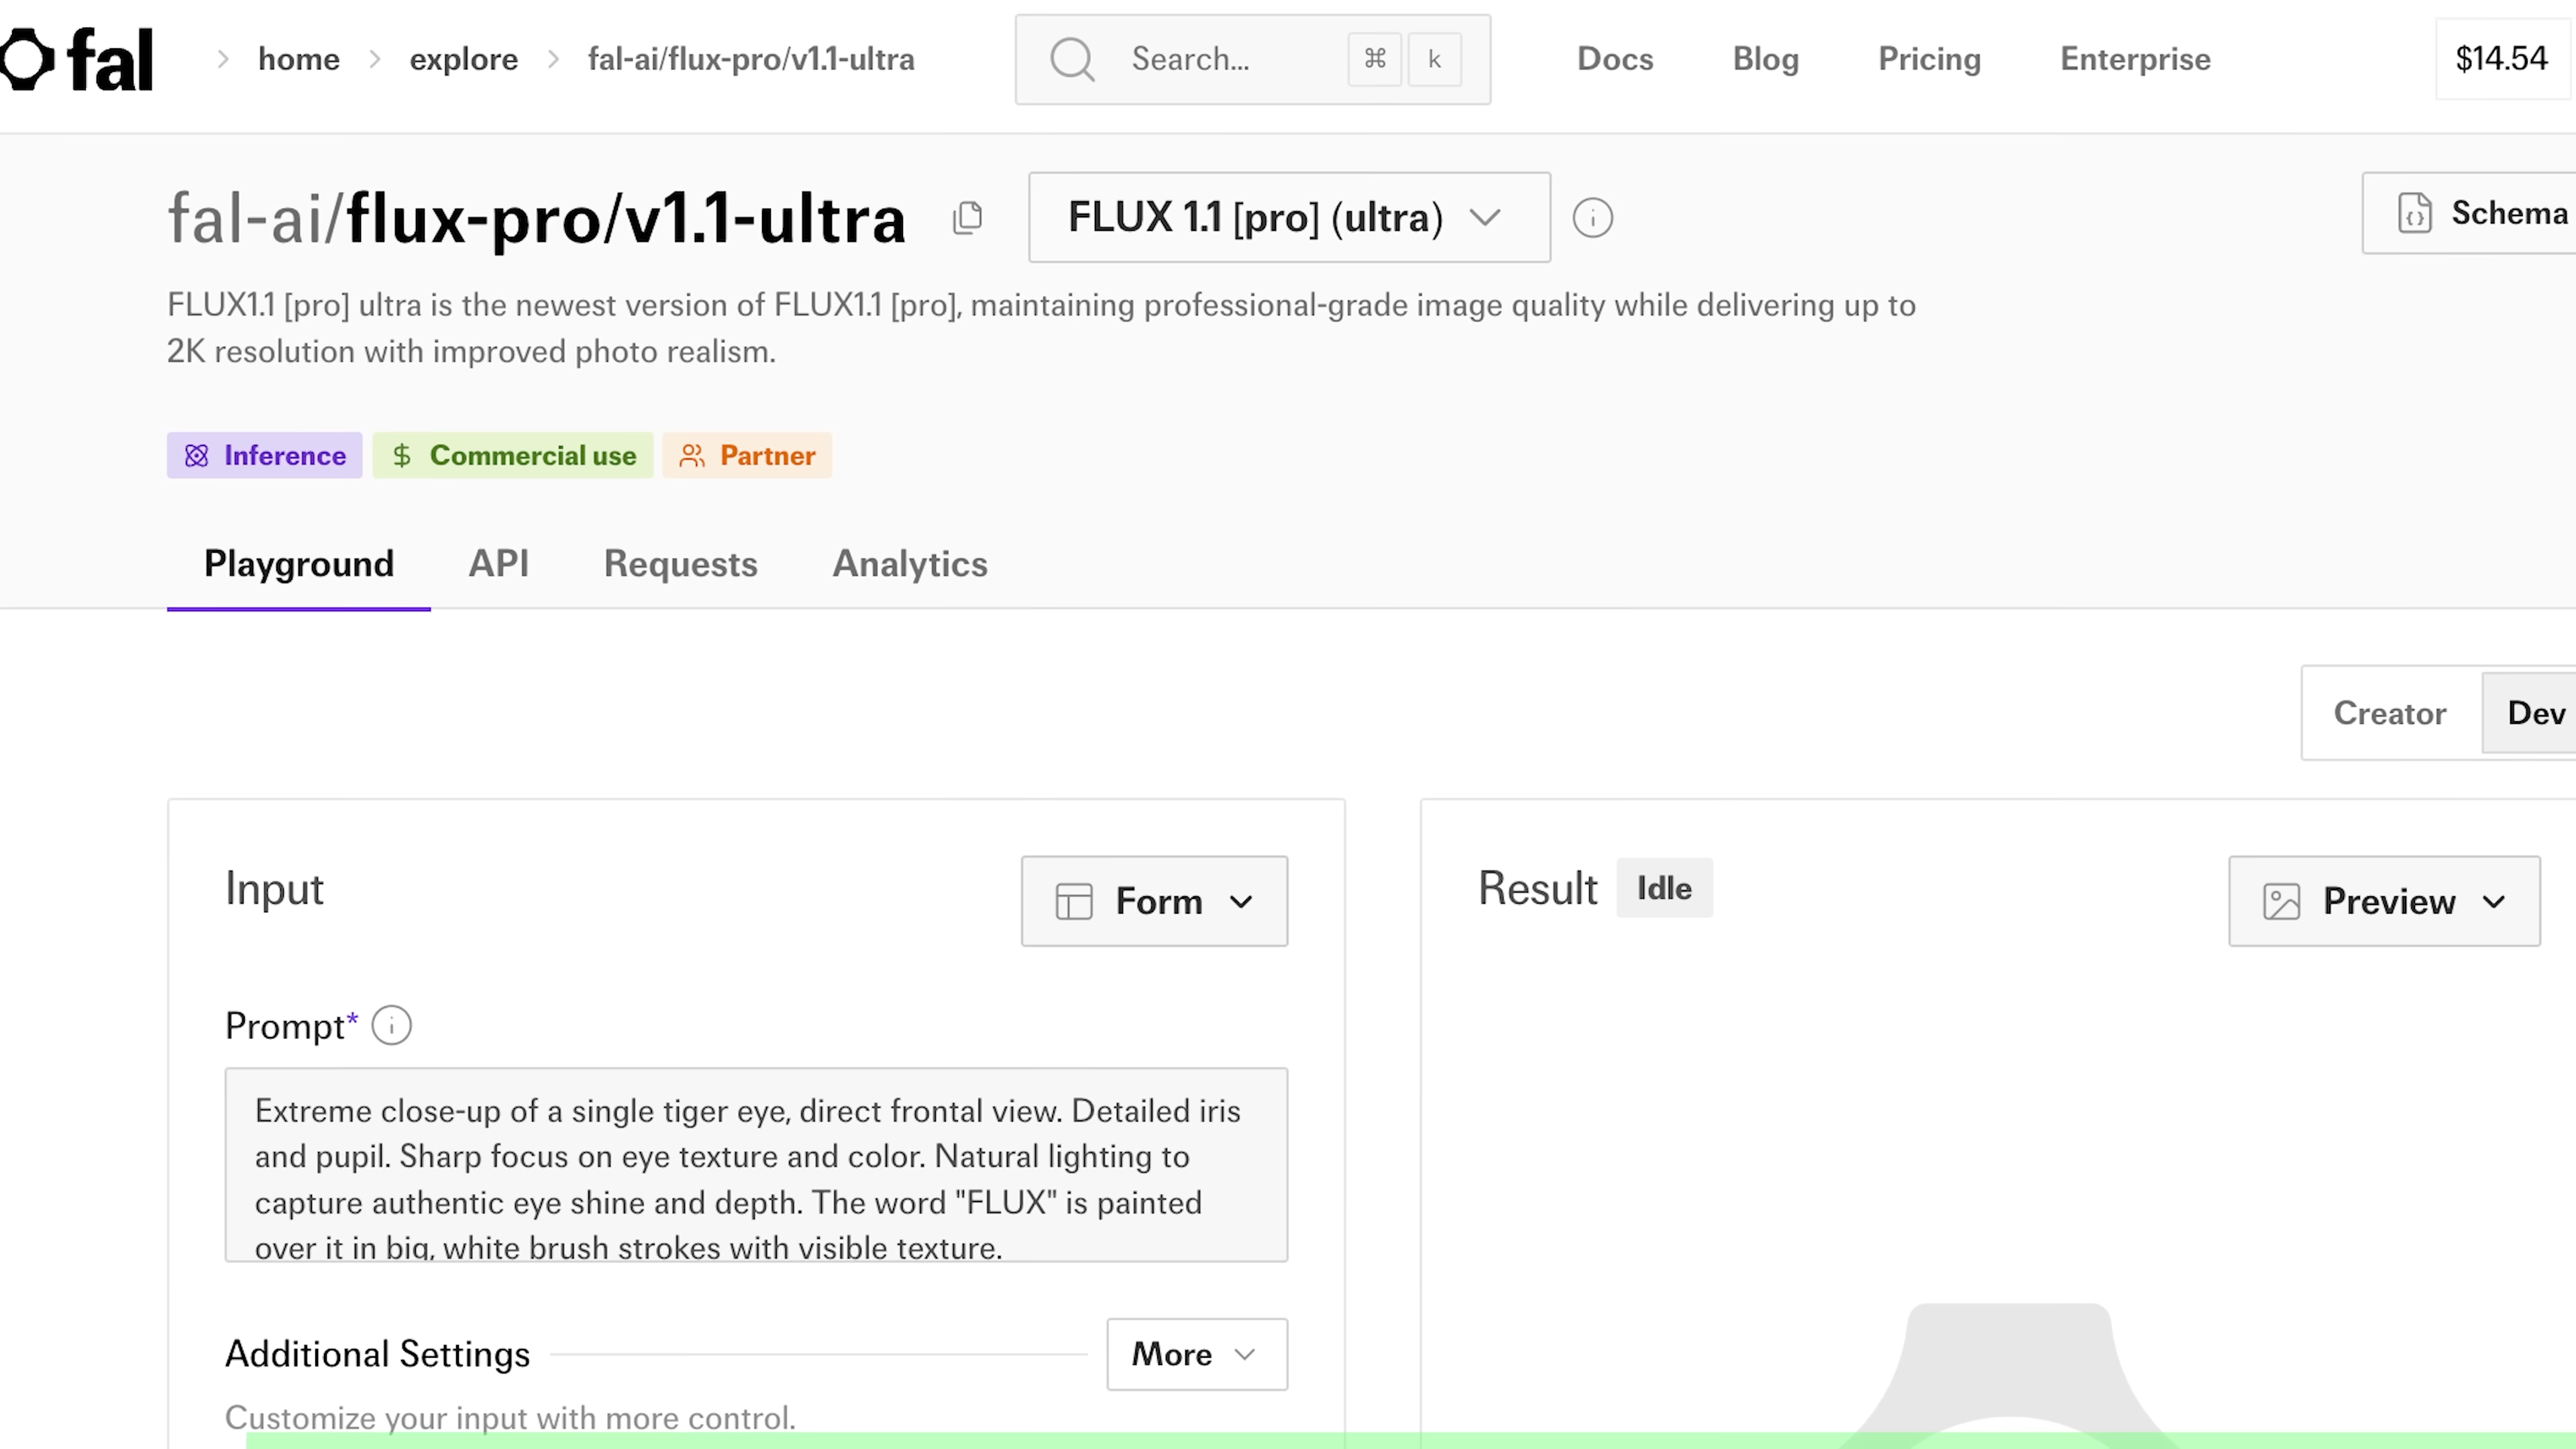 fal
home
explore
fal-ai/flux-pro/v1.1-ultra
Search...
⌘
k
Docs
Blog
Pricing
Enterprise
$14.54
fal-ai/flux-pro/v1.1-ultra
FLUX 1.1 [pro] (ultra)
Schema
FLUX1.1 [pro] ultra is the newest version of FLUX1.1 [pro], maintaining professional-grade image quality while delivering up to
2K resolution with improved photo realism.
Inference
$ Commercial use
Partner
Playground
API
Requests
Analytics
Creator
Dev
Input
Form
Result
Idle
Preview
Prompt*
Extreme close-up of a single tiger eye, direct frontal view. Detailed iris
and pupil. Sharp focus on eye texture and color. Natural lighting to
capture authentic eye shine and depth. The word "FLUX" is painted
over it in big, white brush strokes with visible texture.
Additional Settings
More
Customize your input with more control.